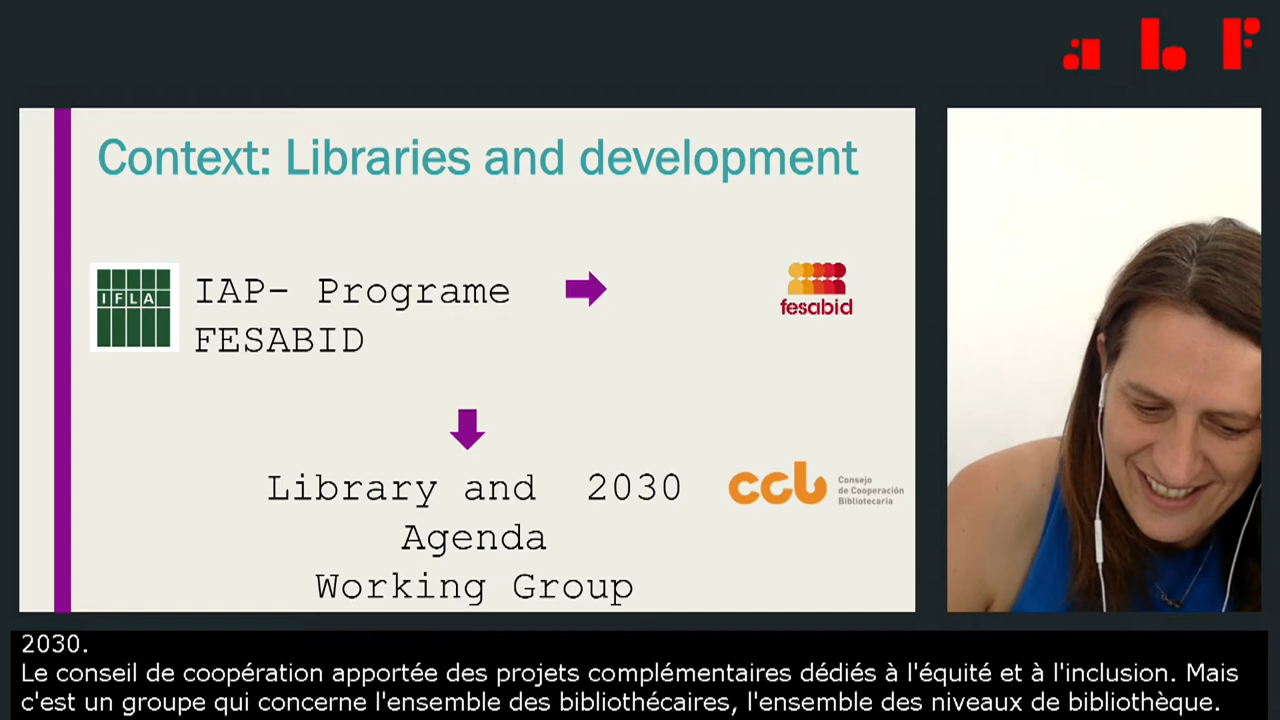 abF
Context: Libraries and development
IFLA
IAP- Programe
FESABID
fesabid
Library and 2030
Agenda
Working Group
ccb
Consejo
de Cooperación
Bibliotecaria
2030.
Le conseil de coopération apportée des projets complémentaires dédiés à l'équité et à l'inclusion. Mais
c'est un groupe qui concerne l'ensemble des bibliothécaires, l'ensemble des niveaux de bibliothèque.